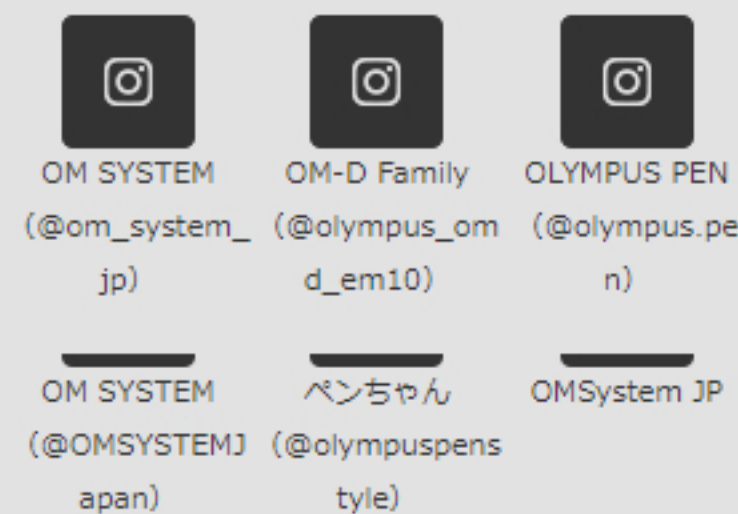 OM SYSTEM
（@om_system_
jp）
OM-D Family
（@olympus_om
d_em10）
OLYMPUS PEN
（@olympus.pe
n）
OM SYSTEM
（@OMSYSTEMJ
apan）
ペンちゃん
（@olympuspens
tyle）
OMSystem JP